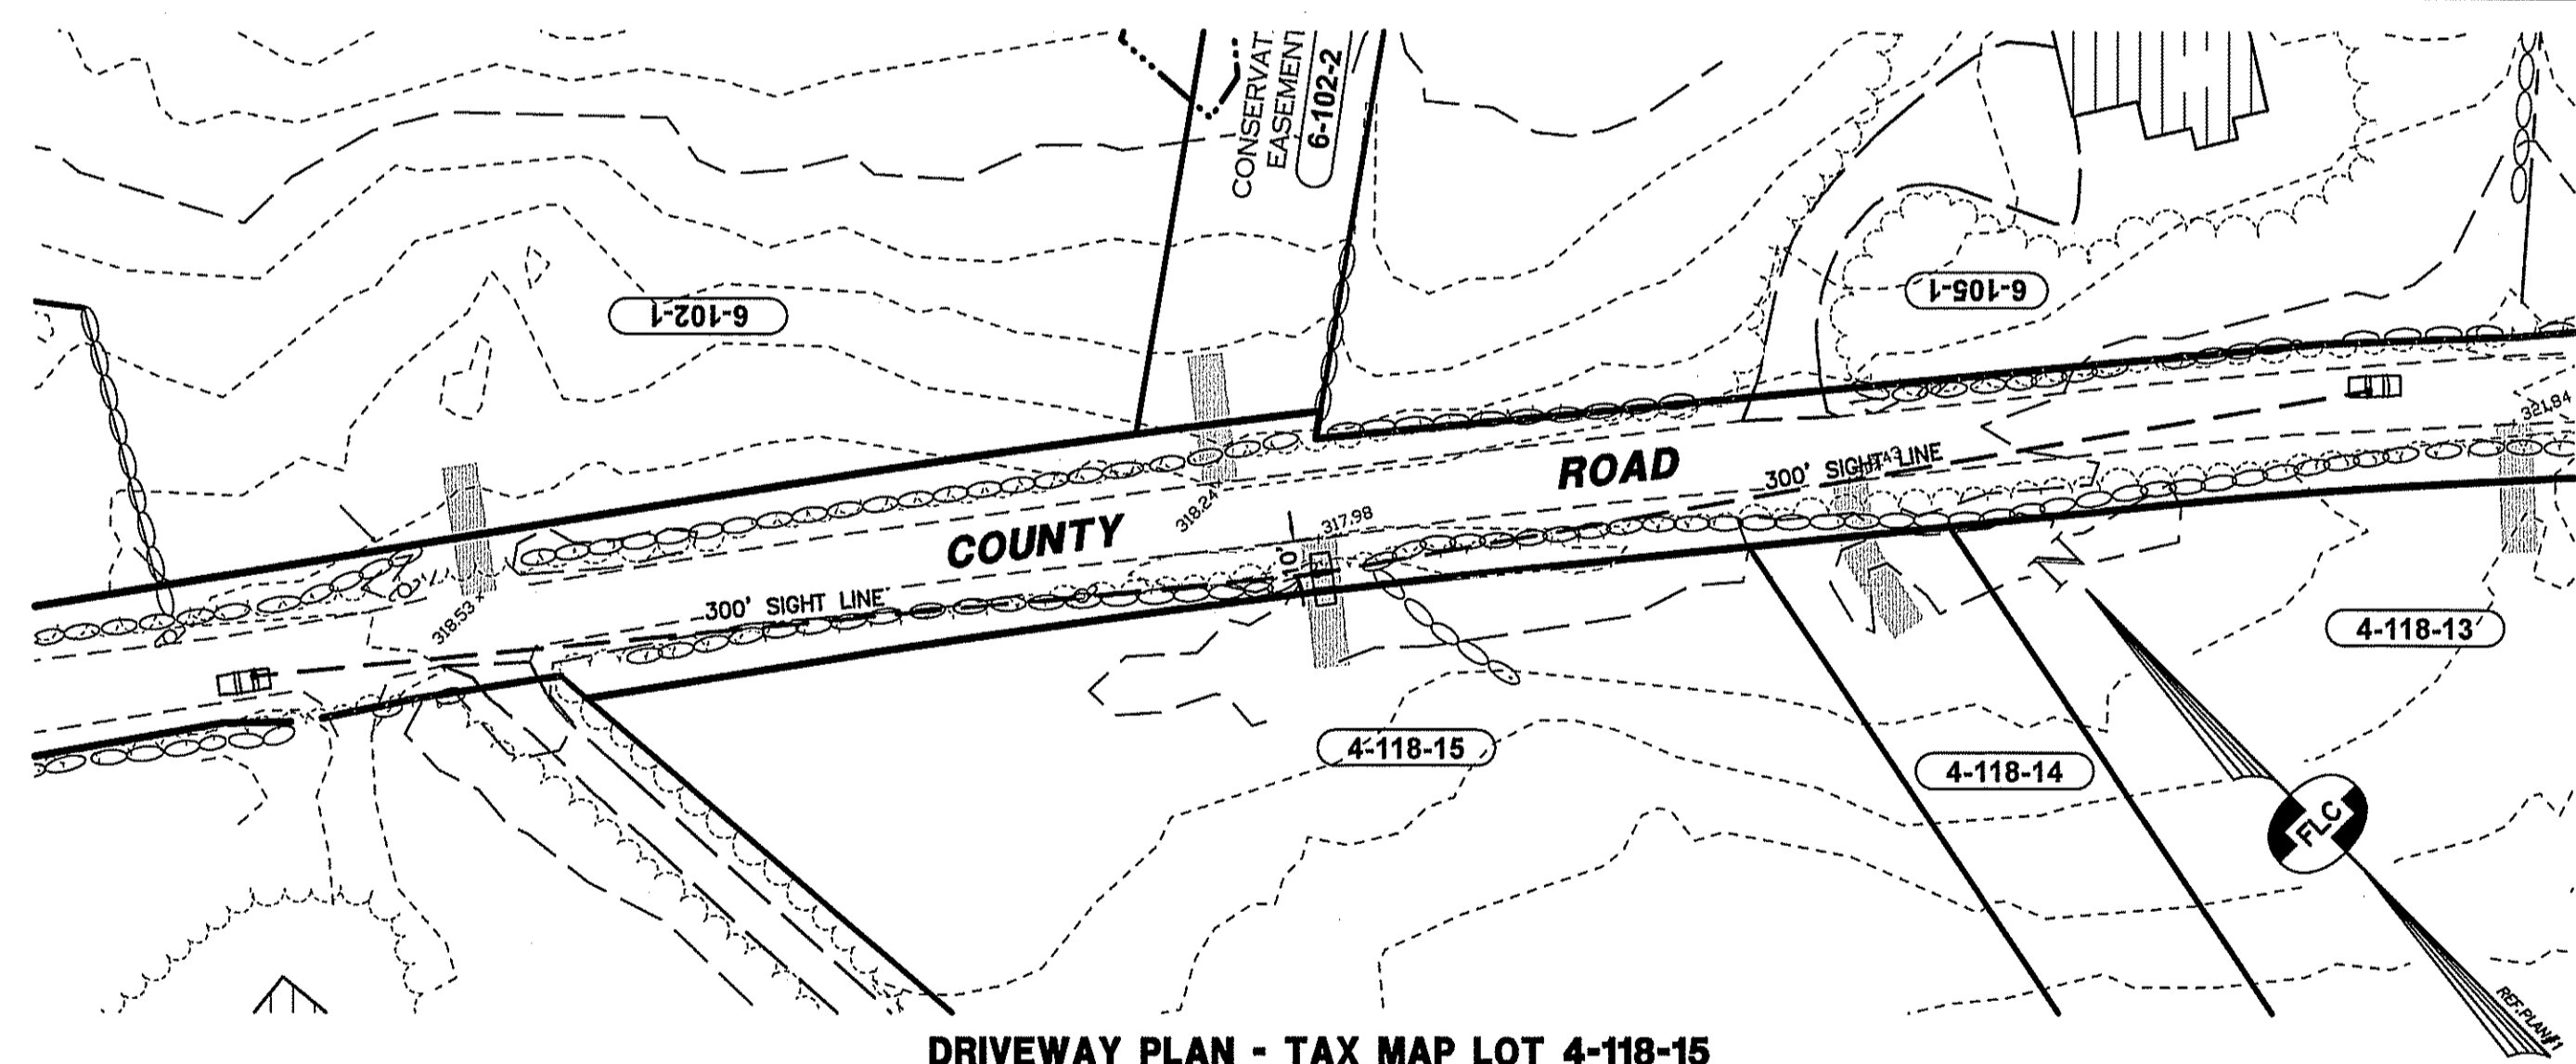 CONSERVAT.
EASEMENT
6-102-2
6-102-1
6-105-1
321.84
ROAD
300' SIGHT LINE
COUNTY
318.24
317.98
10'
N
318.53
300' SIGHT LINE
4-118-13
4-118-15
4-118-14
FLC
REF.PLAN#1
DRIVEWAY PLAN - TAX MAP LOT 4-118-15